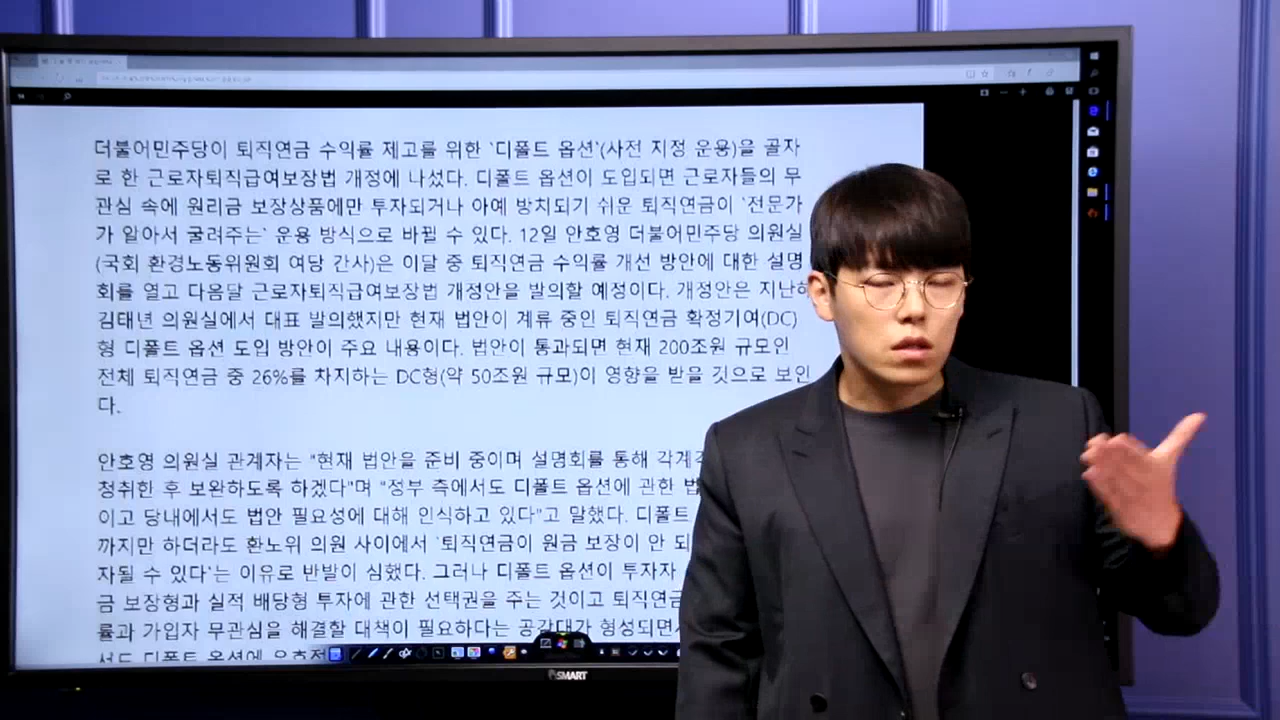 더불어민주당이 퇴직연금 수익률 제고를 위한 `디폴트 옵션`(사전 지정 운용)을 골자
로 한 근로자퇴직급여보장법 개정에 나섰다. 디폴트 옵션이 도입되면 근로자들의 무
관심 속에 원리금 보장상품에만 투자되거나 아예 방치되기 쉬운 퇴직연금이 `전문가
가 알아서 굴려주는` 운용 방식으로 바뀔 수 있다. 12일 안호영 더불어민주당 의원실
(국회 환경노동위원회 여당 간사)은 이달 중 퇴직연금 수익률 개선 방안에 대한 설명
회를 열고 다음달 근로자퇴직급여보장법 개정안을 발의할 예정이다. 개정안은 지난해
김태년 의원실에서 대표 발의했지만 현재 법안이 계류 중인 퇴직연금 확정기여(DC)
형 디폴트 옵션 도입 방안이 주요 내용이다. 법안이 통과되면 현재 200조원 규모인
전체 퇴직연금 중 26%를 차지하는 DC형(약 50조원 규모)이 영향을 받을 것으로 보인
다.
안호영 의원실 관계자는 "현재 법안을 준비 중이며 설명회를 통해
청취한 후 보완하도록 하겠다"며 "정부 측에서도 디폴트 옵션에 관한
이고 당내에서도 법안 필요성에 대해 인식하고 있다"고 말했다. 디폴트
까지만 하더라도 환노위 의원 사이에서 `퇴직연금이 원금 보장이 안 되
자될 수 있다`는 이유로 반발이 심했다. 그러나 디폴트 옵션이 투자자
금 보장형과 실적 배당형 투자에 관한 선택권을 주는 것이고 퇴직연금
률과 가입자 무관심을 해결할 대책이 필요하다는 공감대가 형성되면서
서도 디폴트 옵션에
SMART